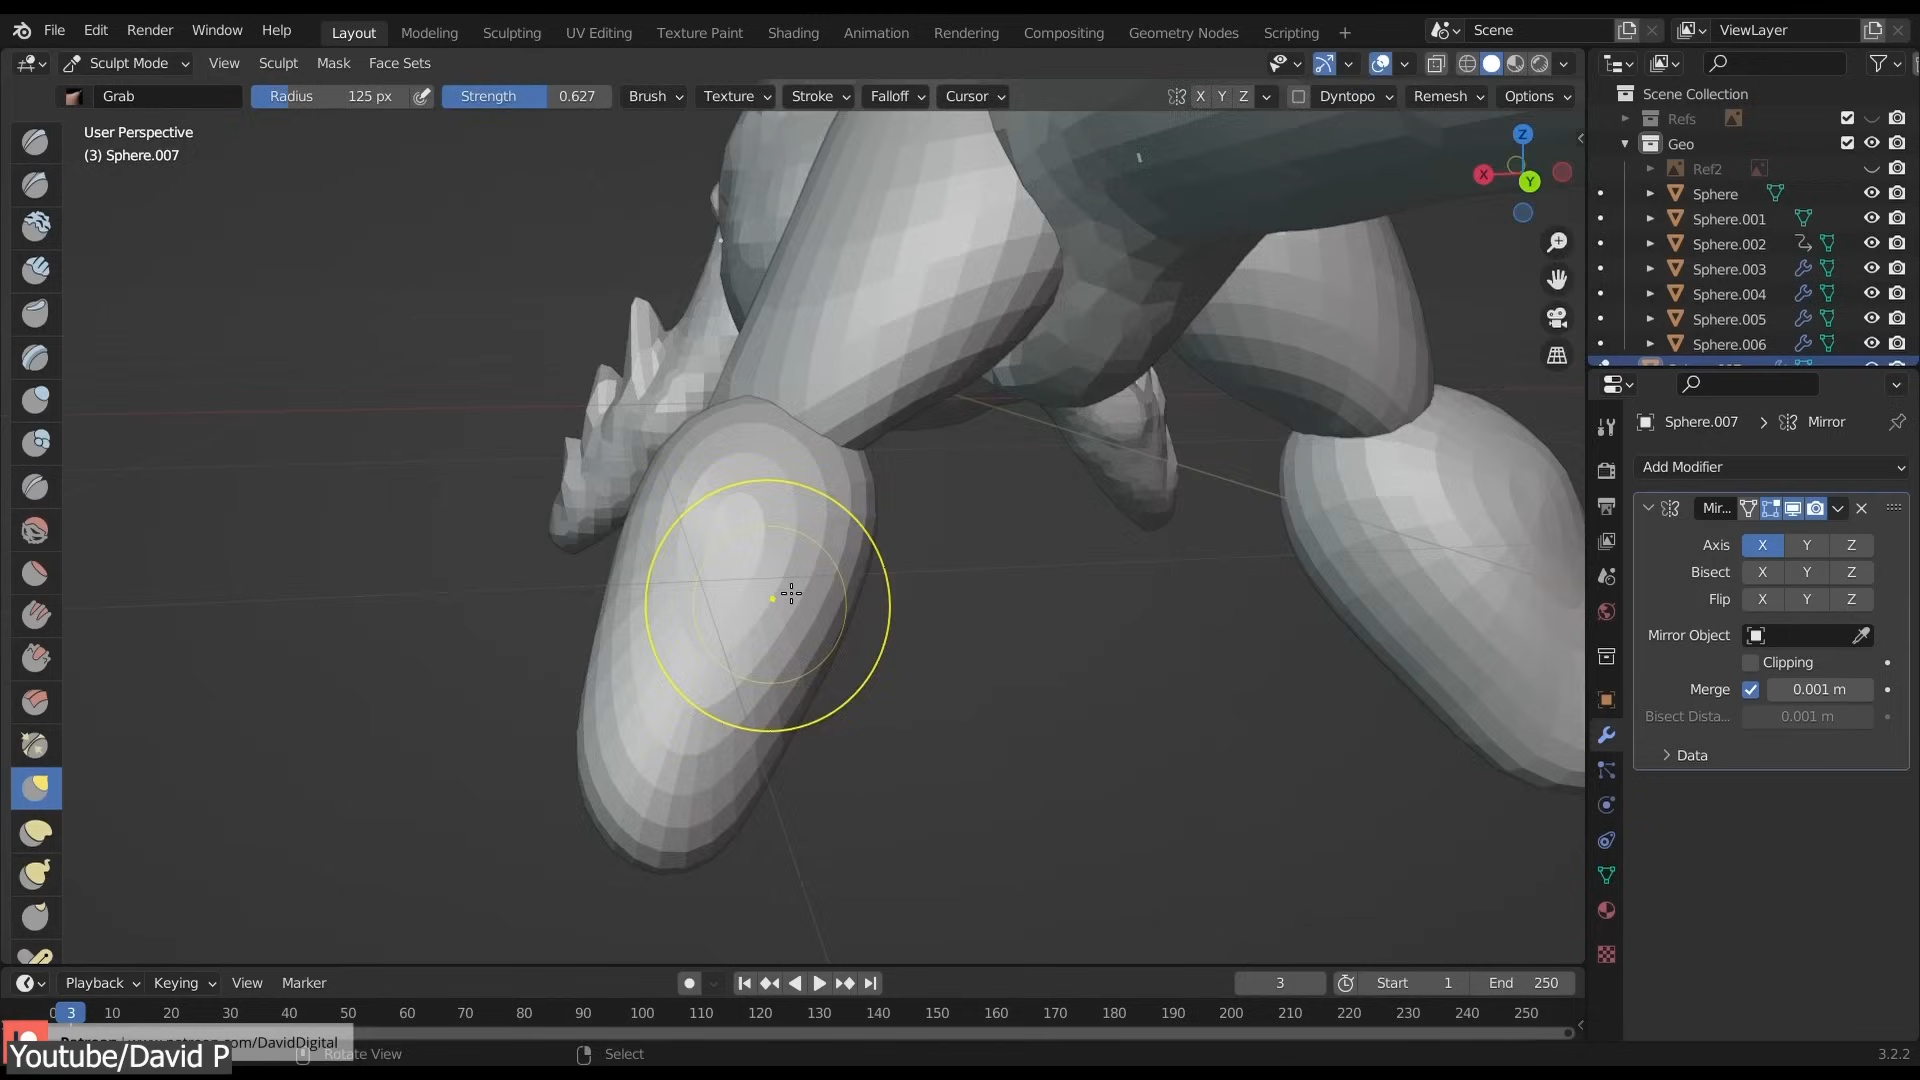 File Edit Render Window Help Layout Modeling Sculpting UV Editing Texture Paint Shading Animation Rendering Compositing Geometry Nodes Scripting + Scene ViewLayer
Sculpt Mode View Sculpt Mask Face Sets
Grab Radius 125 px Strength 0.627 Brush Texture Stroke Falloff Cursor X Y Z Dyntopo Remesh Options
User Perspective
(3) Sphere.007
Z
X
Y
Scene Collection
Refs
Geo
Ref2
Sphere
Sphere.001
Sphere.002
Sphere.003
Sphere.004
Sphere.005
Sphere.006
Sphere.007 > Mirror
Add Modifier
Mir...
Axis X Y Z
Bisect X Y Z
Flip X Y Z
Mirror Object
Clipping
Merge 0.001 m
Bisect Dista... 0.001 m
Data
Playback Keying View Marker 3 Start 1 End 250
0 3 10 20 30 40 50 60 70 80 90 100 110 120 130 140 150 160 170 180 190 200 210 220 230 240 250
om/DavidDigital
Youtube/David P
Rotate View Select 3.2.2